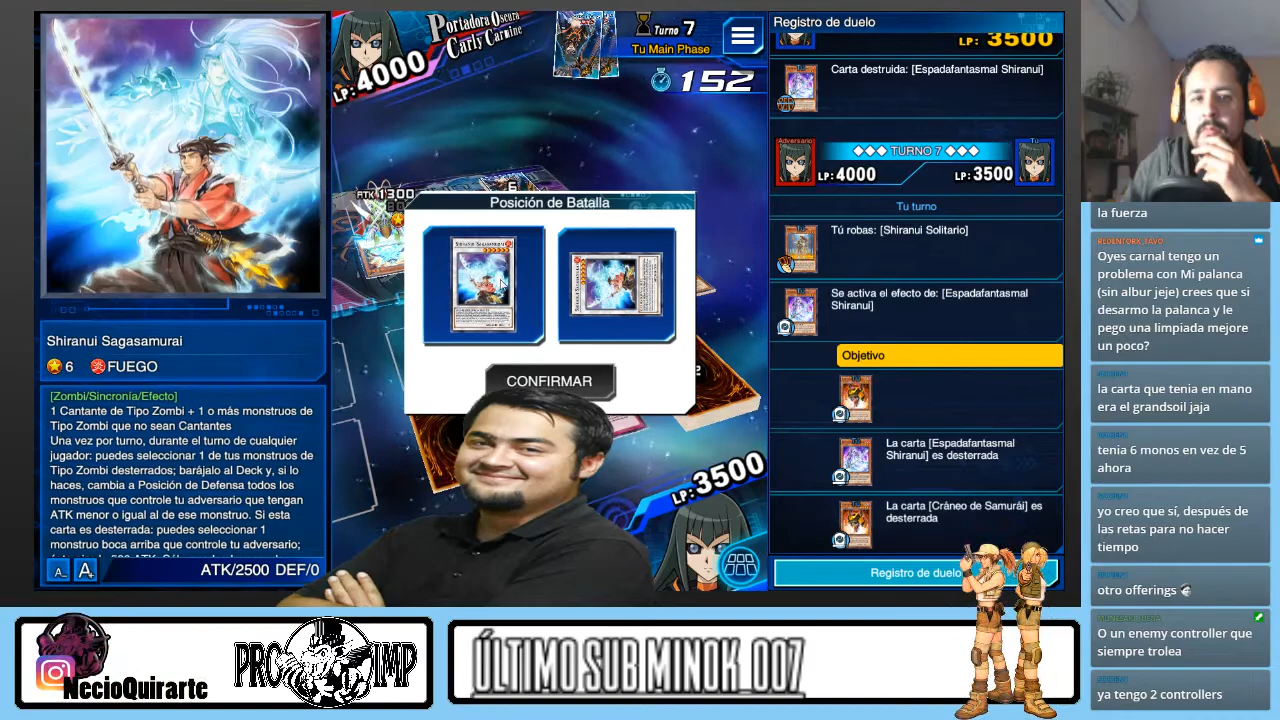 Shiranui Sagasamurai
6 FUEGO
[Zombi/Sincronía/Efecto]
1 Cantante de Tipo Zombi + 1 o más monstruos de
Tipo Zombi que no sean Cantantes
Una vez por turno, durante el turno de cualquier
jugador: puedes seleccionar 1 de tus monstruos de
Tipo Zombi desterrados; barájalo al Deck y, si lo
haces, cambia a Posición de Defensa todos los
monstruos que controle tu adversario que tengan
ATK menor o igual al de ese monstruo. Si esta
carta es desterrada: puedes seleccionar 1
monstruo boca arriba que controle tu adversario;
A- A+
ATK/2500 DEF/0
Portadora Oscura
Carly Carmine
LP: 4000
Turno 7
Tu Main Phase
152
ATK 1300
6
Posición de Batalla
SHIRANUI SAGASAMURAI
CONFIRMAR
LP: 3500
Registro de duelo
LP: 3500
Carta destruida: [Espadafantasmal Shiranui]
Adversario
TURNO 7
Tú
LP: 4000
LP: 3500
Tu turno
Tú robas: [Shiranui Solitario]
Se activa el efecto de: [Espadafantasmal
Shiranui]
Objetivo
La carta [Espadafantasmal
Shiranui] es desterrada
La carta [Cráneo de Samurái] es
desterrada
Registro de duelo
la fuerza
REDENTORX_TAVO
Oyes carnal tengo un
problema con Mi palanca
(sin albur jeje) crees que si
desarmo la palanca y le
pego una limpiada mejore
un poco?
la carta que tenia en mano
era el grandsoil jaja
tenia 6 monos en vez de 5
ahora
yo creo que sí, después de
las retas para no hacer
tiempo
otro offerings
O un enemy controller que
siempre trolea
ya tengo 2 controllers
NecioQuirarte
PRO IMP
ÚLTIMO SUB MINOK_007